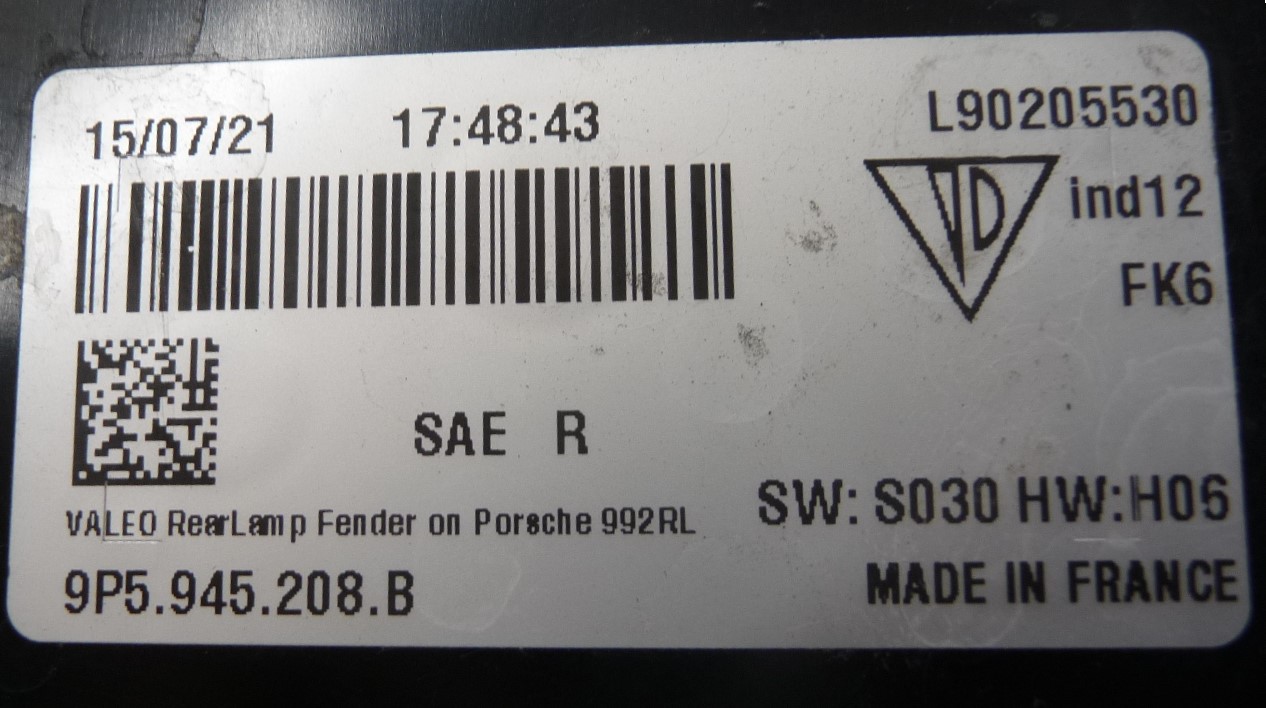 15/07/21 17:48:43 L90205530
VD ind12
FK6
SAE R
SW: S030 HW:H06
VALEO RearLamp Fender on Porsche 992RL
9P5.945.208.B MADE IN FRANCE